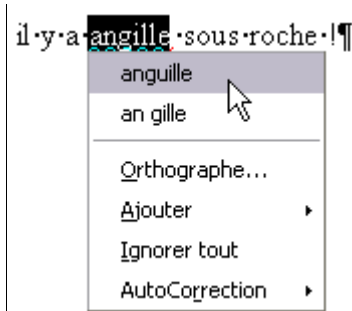 il·y·a·angille·sous·roche·!¶
anguille
an gille
Orthographe...
Ajouter
Ignorer tout
AutoCorrection